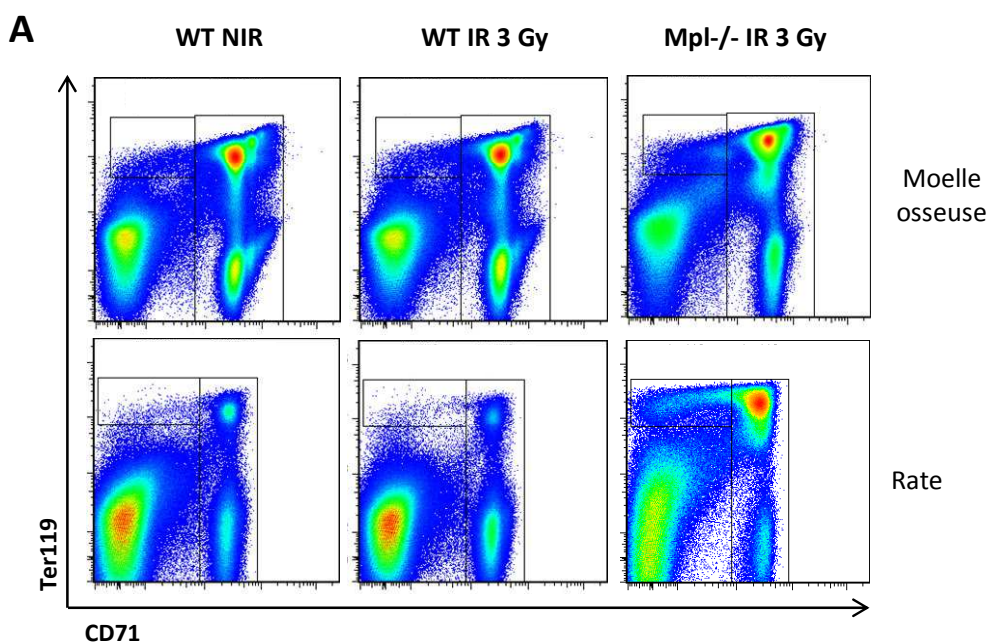 A
WT NIR
WT IR 3 Gy
Mpl-/- IR 3 Gy
Moelle
osseuse
Rate
Ter119
CD71